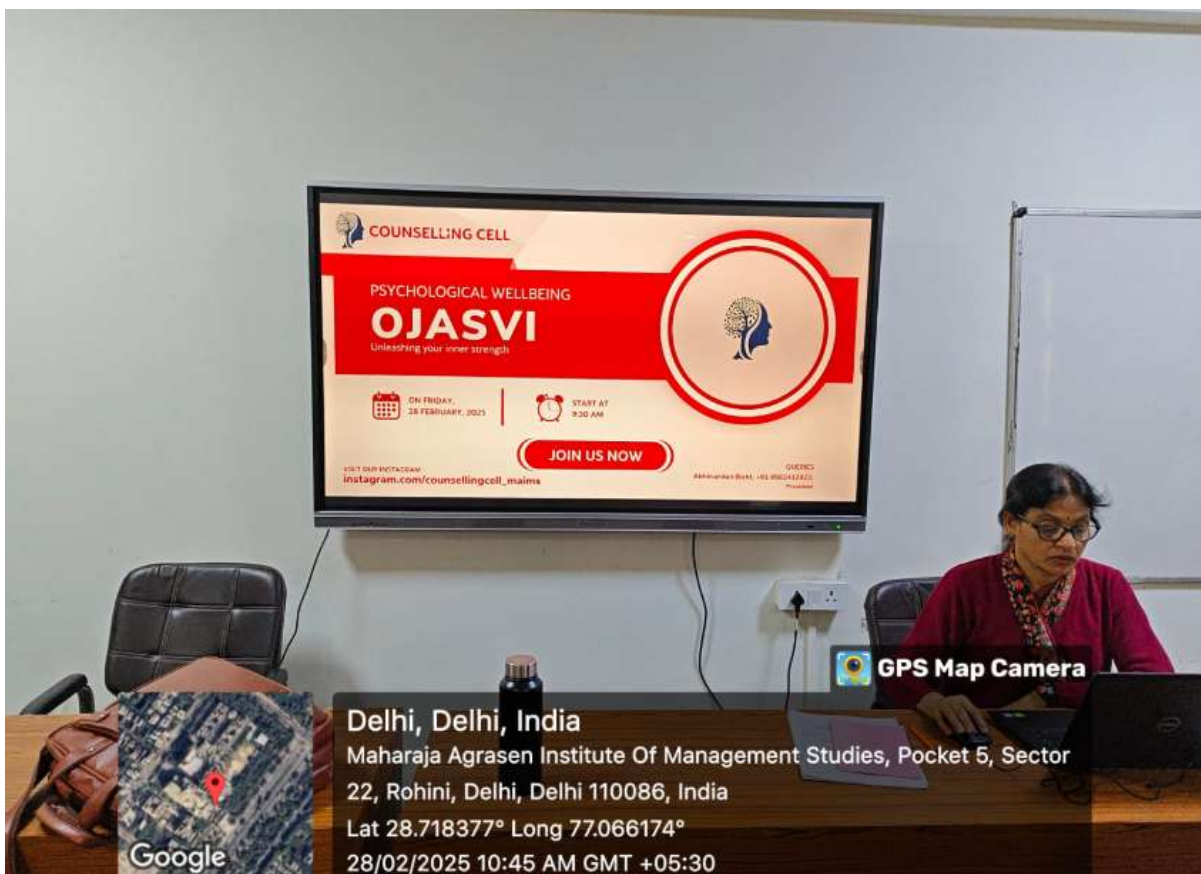 COUNSELLING CELL
PSYCHOLOGICAL WELLBEING
OJASVI
Unleashing your inner strength
ON FRIDAY,
28 FEBRUARY, 2025
START AT
9:30 AM
JOIN US NOW
VISIT OUR INSTAGRAM
instagram.com/counsellingcell_maims
QUERIES
President
GPS Map Camera
Delhi, Delhi, India
Maharaja Agrasen Institute Of Management Studies, Pocket 5, Sector
22, Rohini, Delhi, Delhi 110086, India
Lat 28.718377° Long 77.066174°
28/02/2025 10:45 AM GMT +05:30
Google
DELL